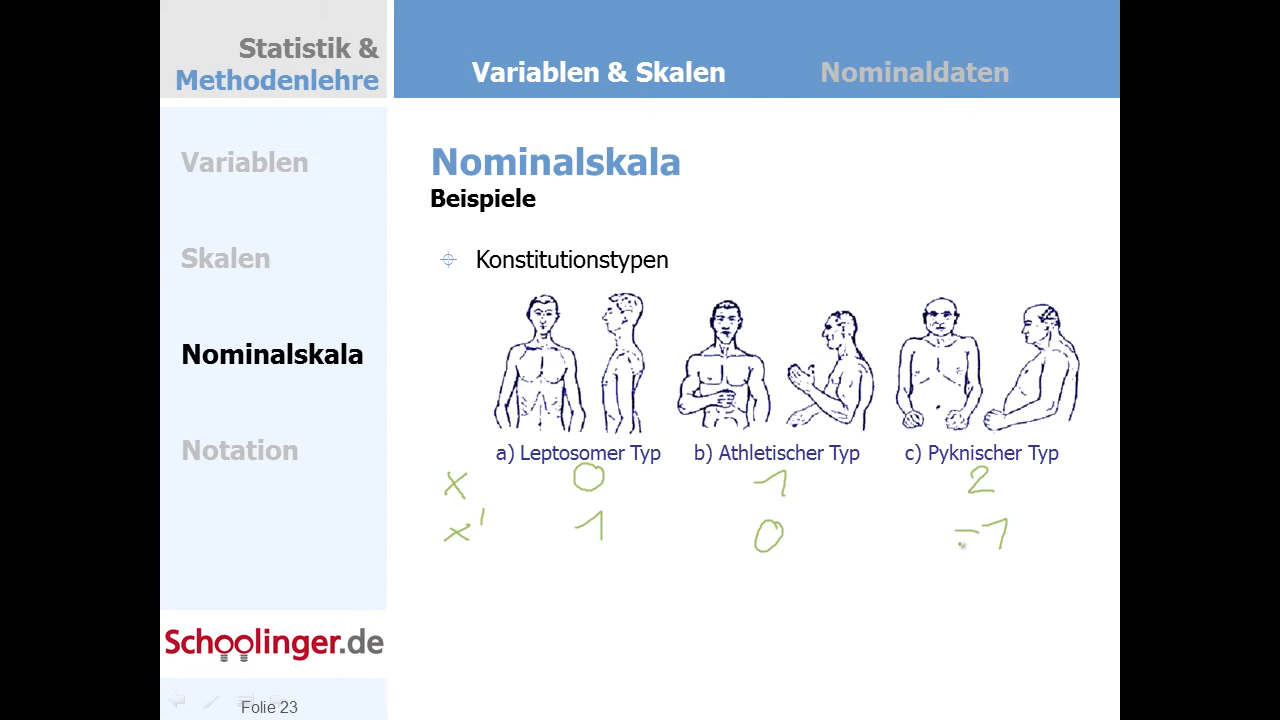 Statistik &
Methodenlehre
Variablen & Skalen
Nominaldaten
Variablen
Skalen
Nominalskala
Notation
Nominalskala
Beispiele
Konstitutionstypen
a) Leptosomer Typ b) Athletischer Typ c) Pyknischer Typ
x 0 1 2
x' 1 0 -1
Schoolinger.de
Folie 23